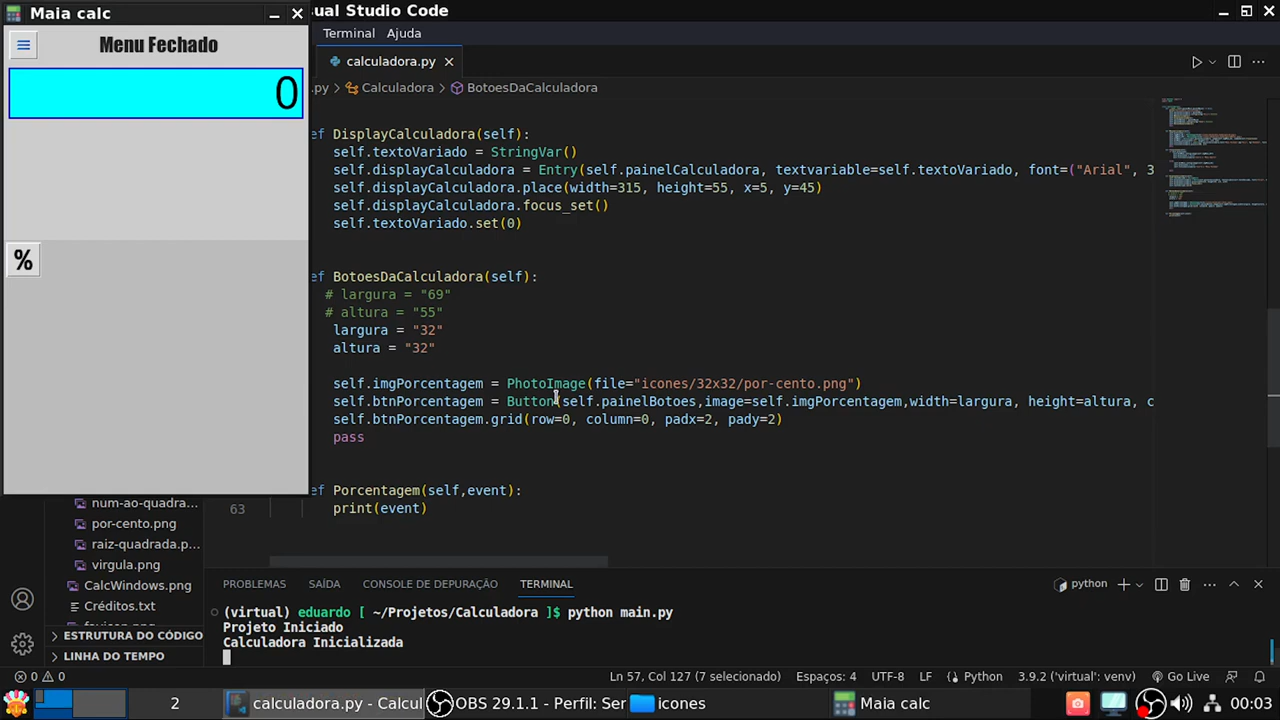 Maia calc
sual Studio Code
Menu Fechado
Terminal Ajuda
0
calculadora.py
.py > Calculadora > BotoesDaCalculadora
ef DisplayCalculadora(self):
self.textoVariado = StringVar()
self.displayCalculadora = Entry(self.painelCalculadora, textvariable=self.textoVariado, font=("Arial", 3
self.displayCalculadora.place(width=315, height=55, x=5, y=45)
self.displayCalculadora.focus_set()
self.textoVariado.set(0)
%
ef BotoesDaCalculadora(self):
# largura = "69"
# altura = "55"
largura = "32"
altura = "32"
self.imgPorcentagem = PhotoImage(file="icones/32x32/por-cento.png")
self.btnPorcentagem = Button(self.painelBotoes,image=self.imgPorcentagem,width=largura, height=altura, c
self.btnPorcentagem.grid(row=0, column=0, padx=2, pady=2)
pass
ef Porcentagem(self,event):
63 print(event)
num-ao-quadra...
por-cento.png
raiz-quadrada.p...
virgula.png
CalcWindows.png
Créditos.txt
ESTRUTURA DO CÓDIGO
LINHA DO TEMPO
PROBLEMAS SAÍDA CONSOLE DE DEPURAÇÃO TERMINAL
python
(virtual) eduardo [ ~/Projetos/Calculadora ]$ python main.py
Projeto Iniciado
Calculadora Inicializada
0 0 Ln 57, Col 127 (7 selecionado) Espaços: 4 UTF-8 LF Python 3.9.2 ('virtual': venv) Go Live
2 calculadora.py - Calcul OBS 29.1.1 - Perfil: Ser icones Maia calc 00:03